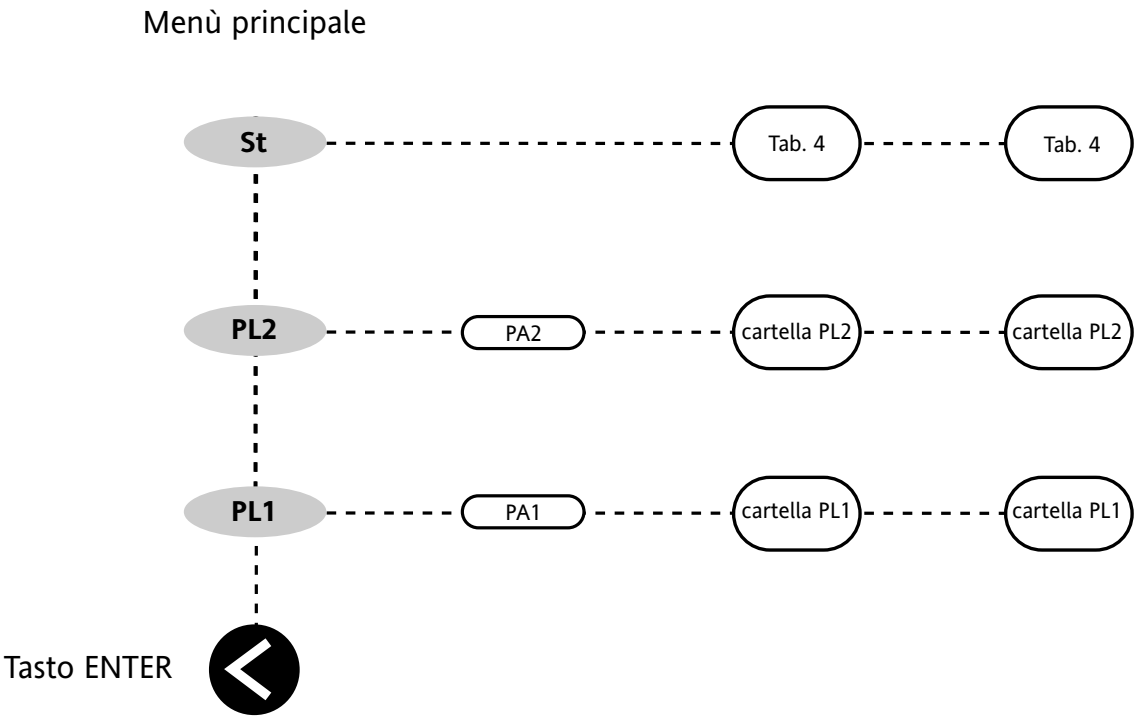 Menù principale
St
Tab. 4
Tab. 4
PL2
PA2
cartella PL2
cartella PL2
PL1
PA1
cartella PL1
cartella PL1
Tasto ENTER